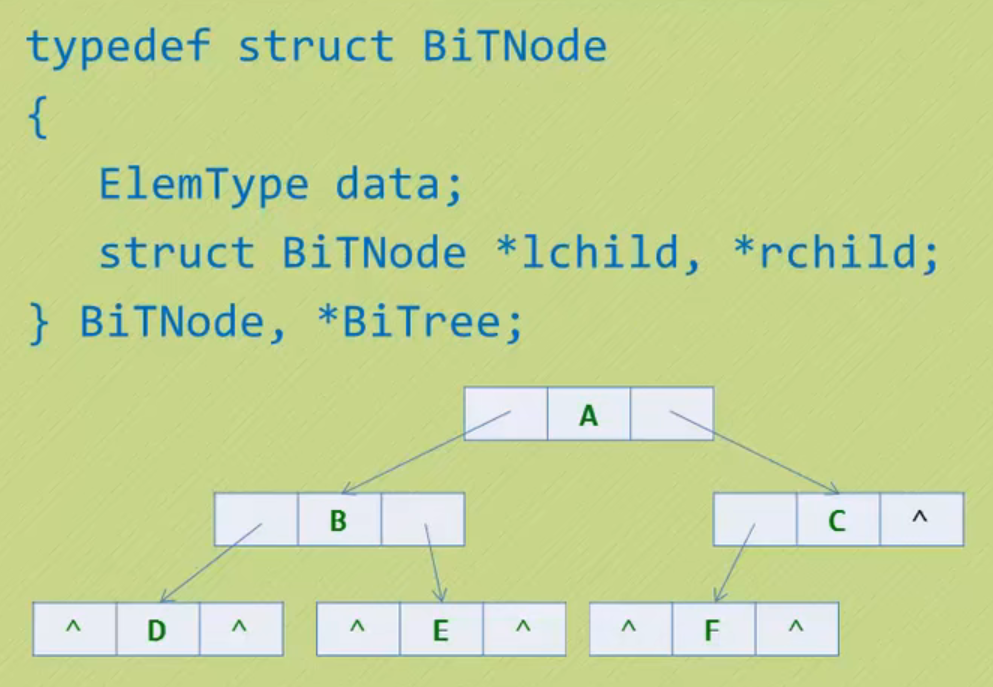 typedef struct BiTNode
{
ElemType data;
struct BiTNode *lchild, *rchild;
} BiTNode, *BiTree;
A
B
C ^
^ D ^
^ E ^
^ F ^